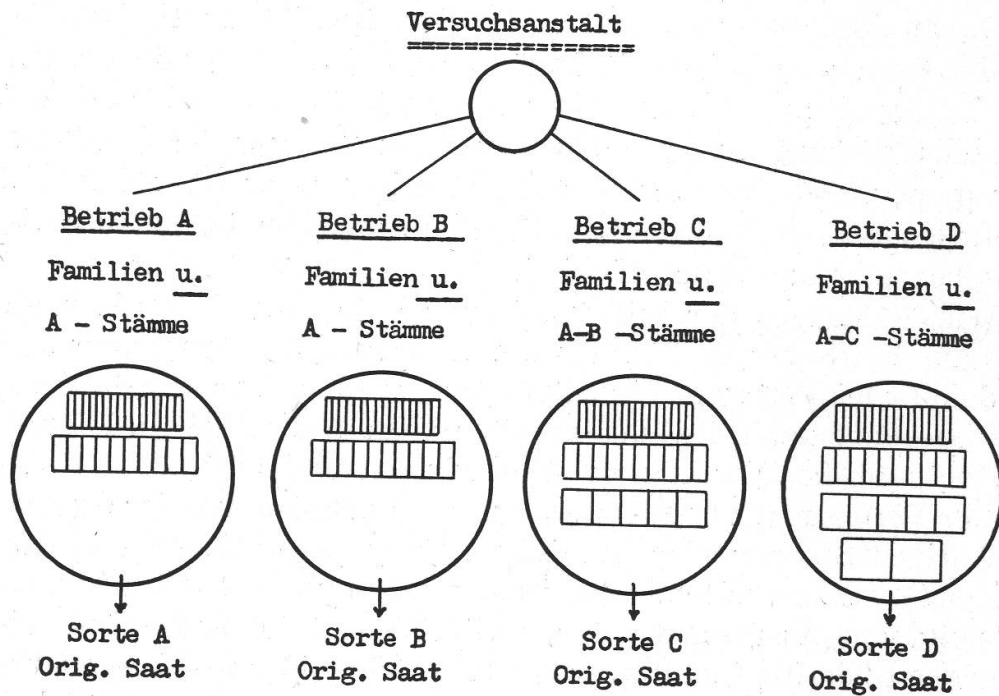 Versuchsanstalt
Betrieb A
Familien u.
A - Stämme
Betrieb B
Familien u.
A - Stämme
Betrieb C
Familien u.
A-B -Stämme
Betrieb D
Familien u.
A-C -Stämme
Sorte A
Orig. Saat
Sorte B
Orig. Saat
Sorte C
Orig. Saat
Sorte D
Orig. Saat